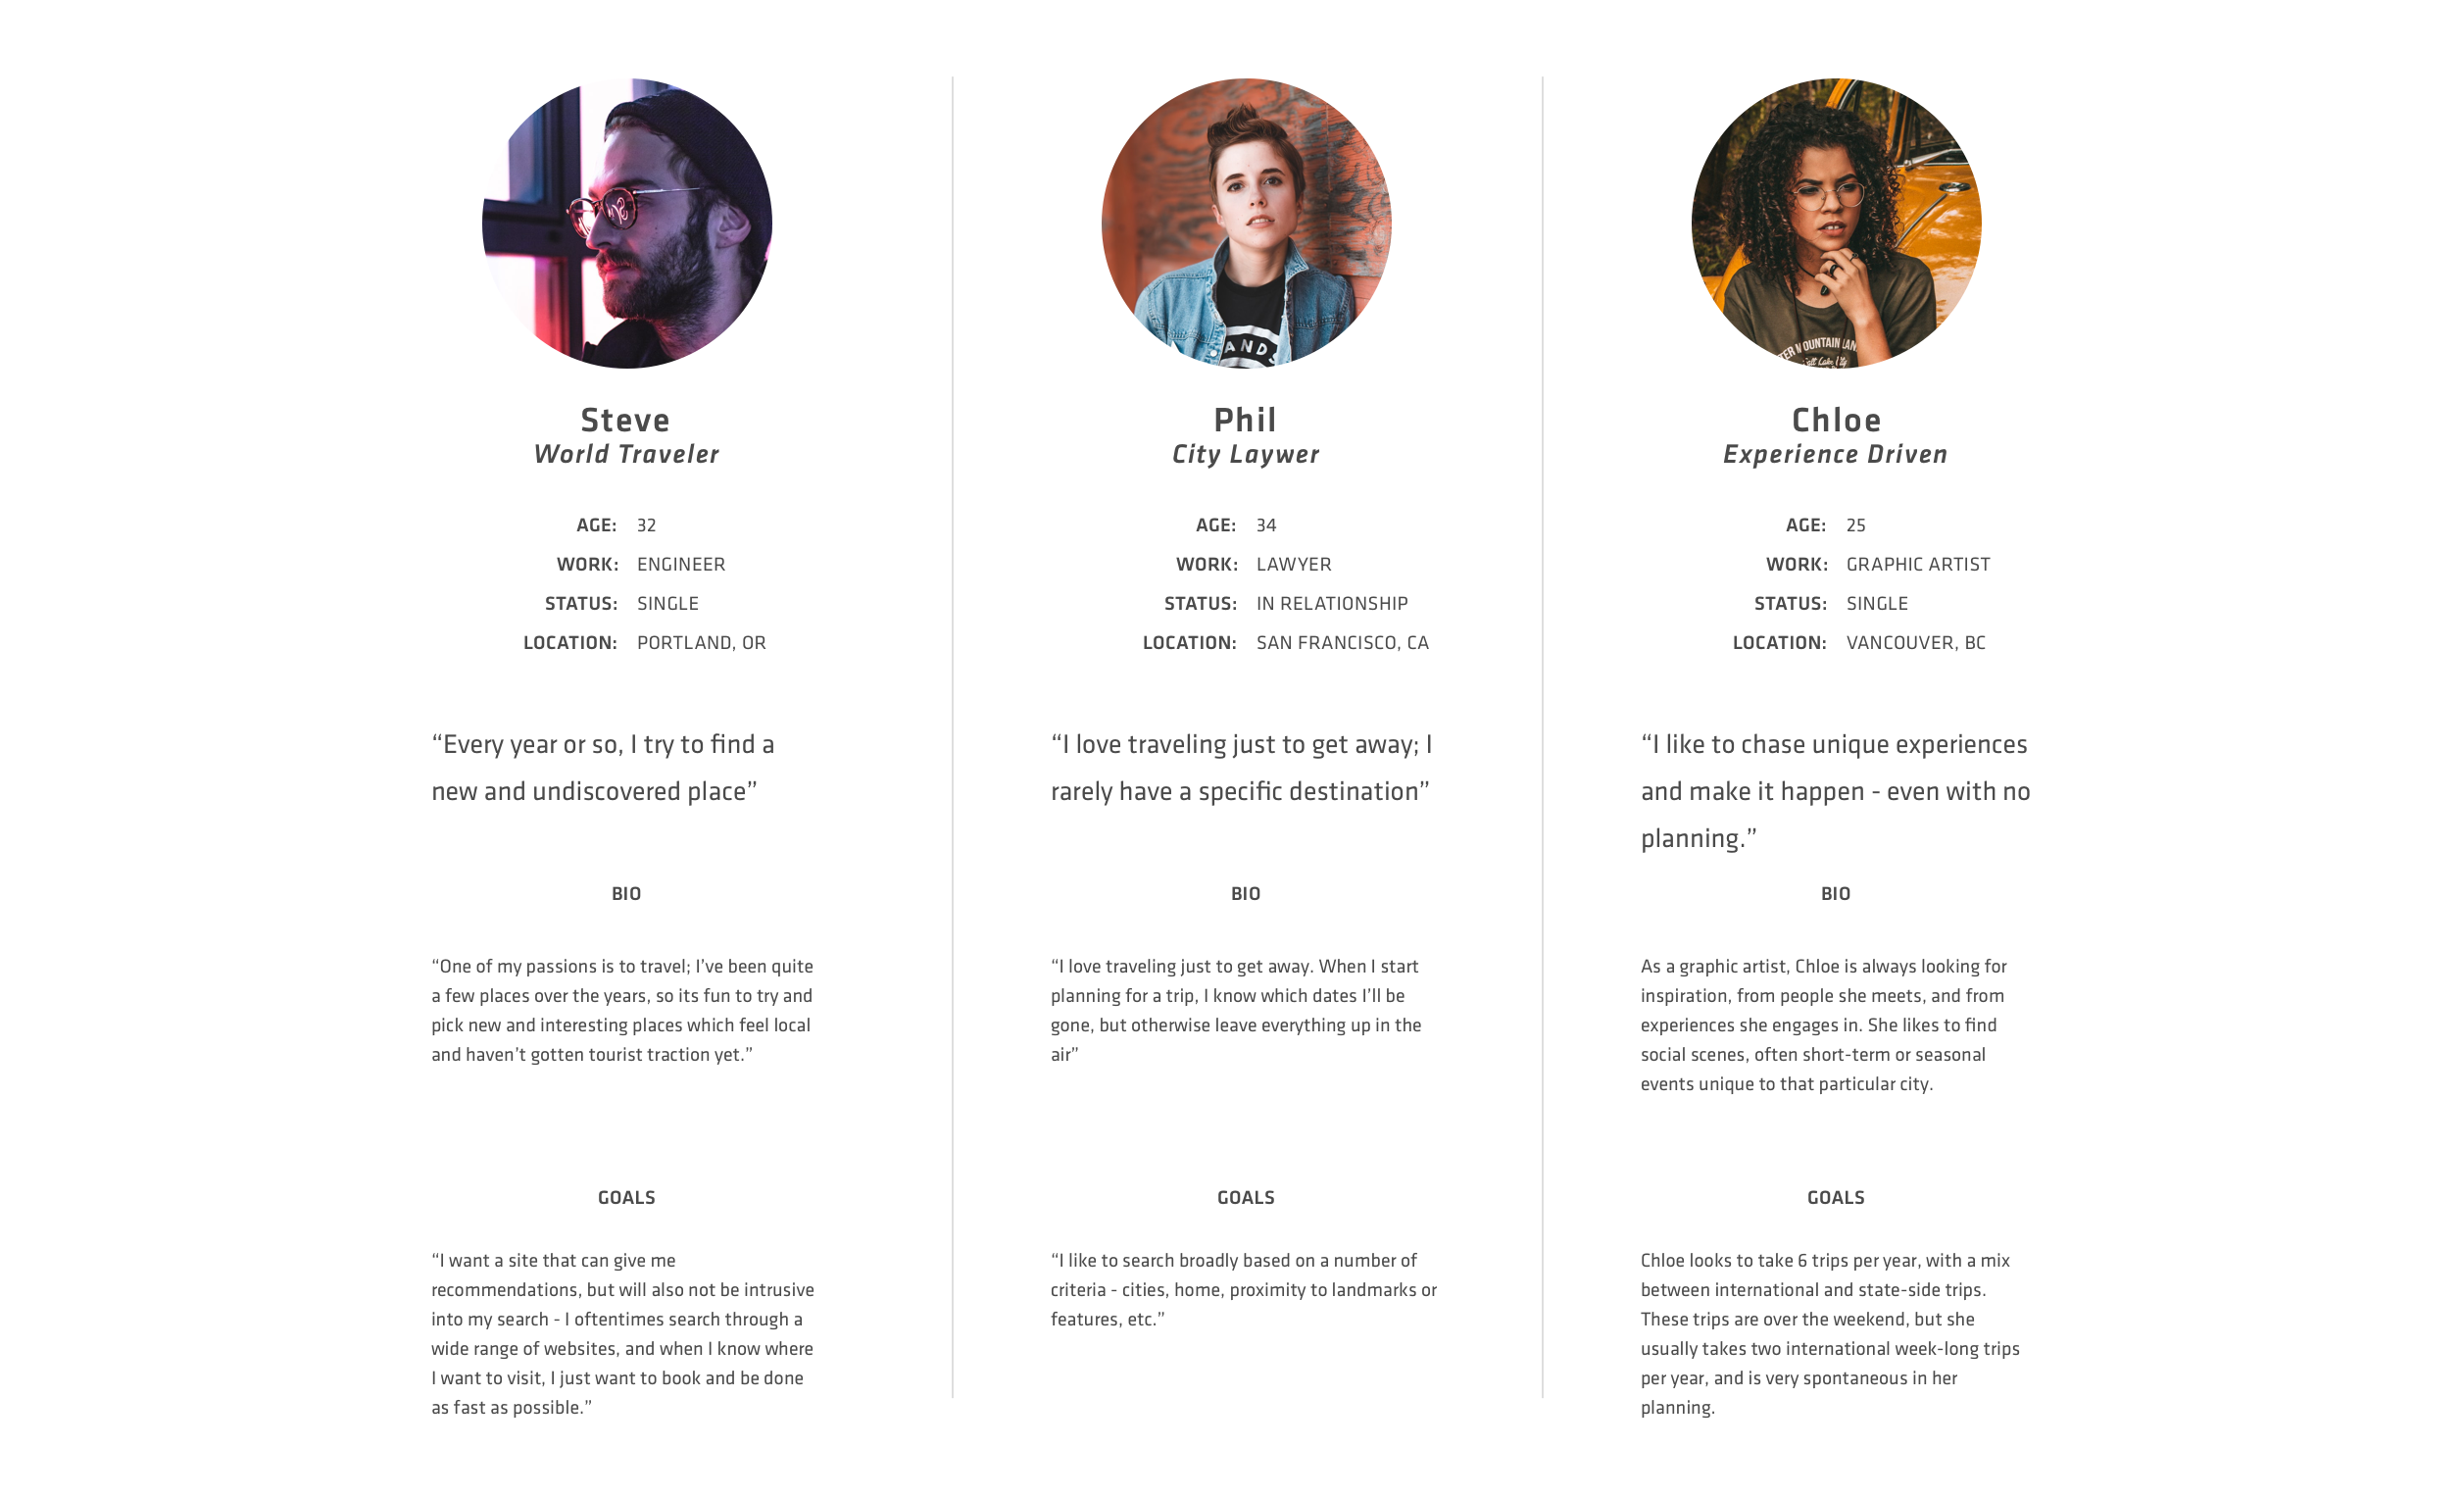 Steve
World Traveler
AGE: 32
WORK: ENGINEER
STATUS: SINGLE
LOCATION: PORTLAND, OR
“Every year or so, I try to find a
new and undiscovered place”
BIO
“One of my passions is to travel; I’ve been quite
a few places over the years, so its fun to try and
pick new and interesting places which feel local
and haven’t gotten tourist traction yet.”
GOALS
“I want a site that can give me
recommendations, but will also not be intrusive
into my search - I oftentimes search through a
wide range of websites, and when I know where
I want to visit, I just want to book and be done
as fast as possible.”
ANDS
Phil
City Laywer
AGE: 34
WORK: LAWYER
STATUS: IN RELATIONSHIP
LOCATION: SAN FRANCISCO, CA
“I love traveling just to get away; I
rarely have a specific destination”
BIO
“I love traveling just to get away. When I start
planning for a trip, I know which dates I’ll be
gone, but otherwise leave everything up in the
air”
GOALS
“I like to search broadly based on a number of
criteria - cities, home, proximity to landmarks or
features, etc.”
MOUNTAIN
Chloe
Experience Driven
AGE: 25
WORK: GRAPHIC ARTIST
STATUS: SINGLE
LOCATION: VANCOUVER, BC
“I like to chase unique experiences
and make it happen - even with no
planning.”
BIO
As a graphic artist, Chloe is always looking for
inspiration, from people she meets, and from
experiences she engages in. She likes to find
social scenes, often short-term or seasonal
events unique to that particular city.
GOALS
Chloe looks to take 6 trips per year, with a mix
between international and state-side trips.
These trips are over the weekend, but she
usually takes two international week-long trips
per year, and is very spontaneous in her
planning.